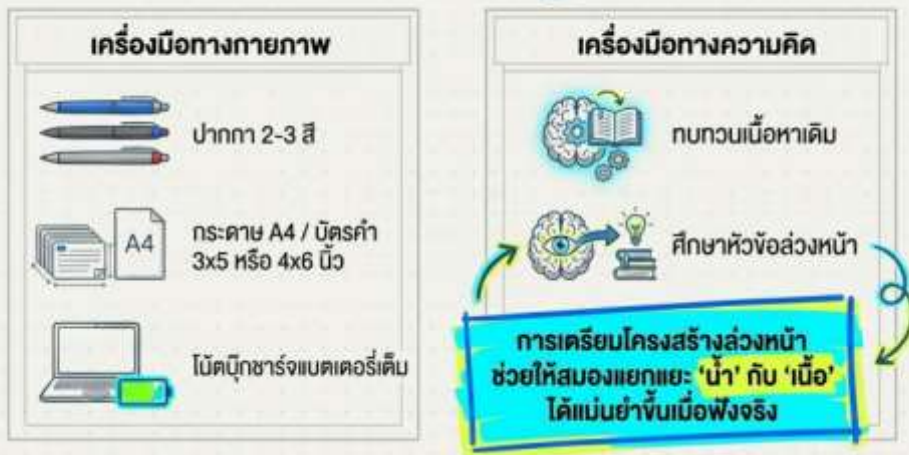 เครื่องมือทางกายภาพ
ปากกา 2-3 สี
A4
กระดาษ A4 / บัตรคำ
3x5 หรือ 4x6 นิ้ว
โน้ตบุ๊กชาร์จแบตเตอรี่เต็ม
เครื่องมือทางความคิด
ทบทวนเนื้อหาเดิม
ศึกษาหัวข้อล่วงหน้า
การเตรียมโครงสร้างล่วงหน้า
ช่วยให้สมองแยกแยะ ‘น้ำ’ กับ ‘เนื้อ’
ได้แม่นยำขึ้นเมื่อฟังจริง